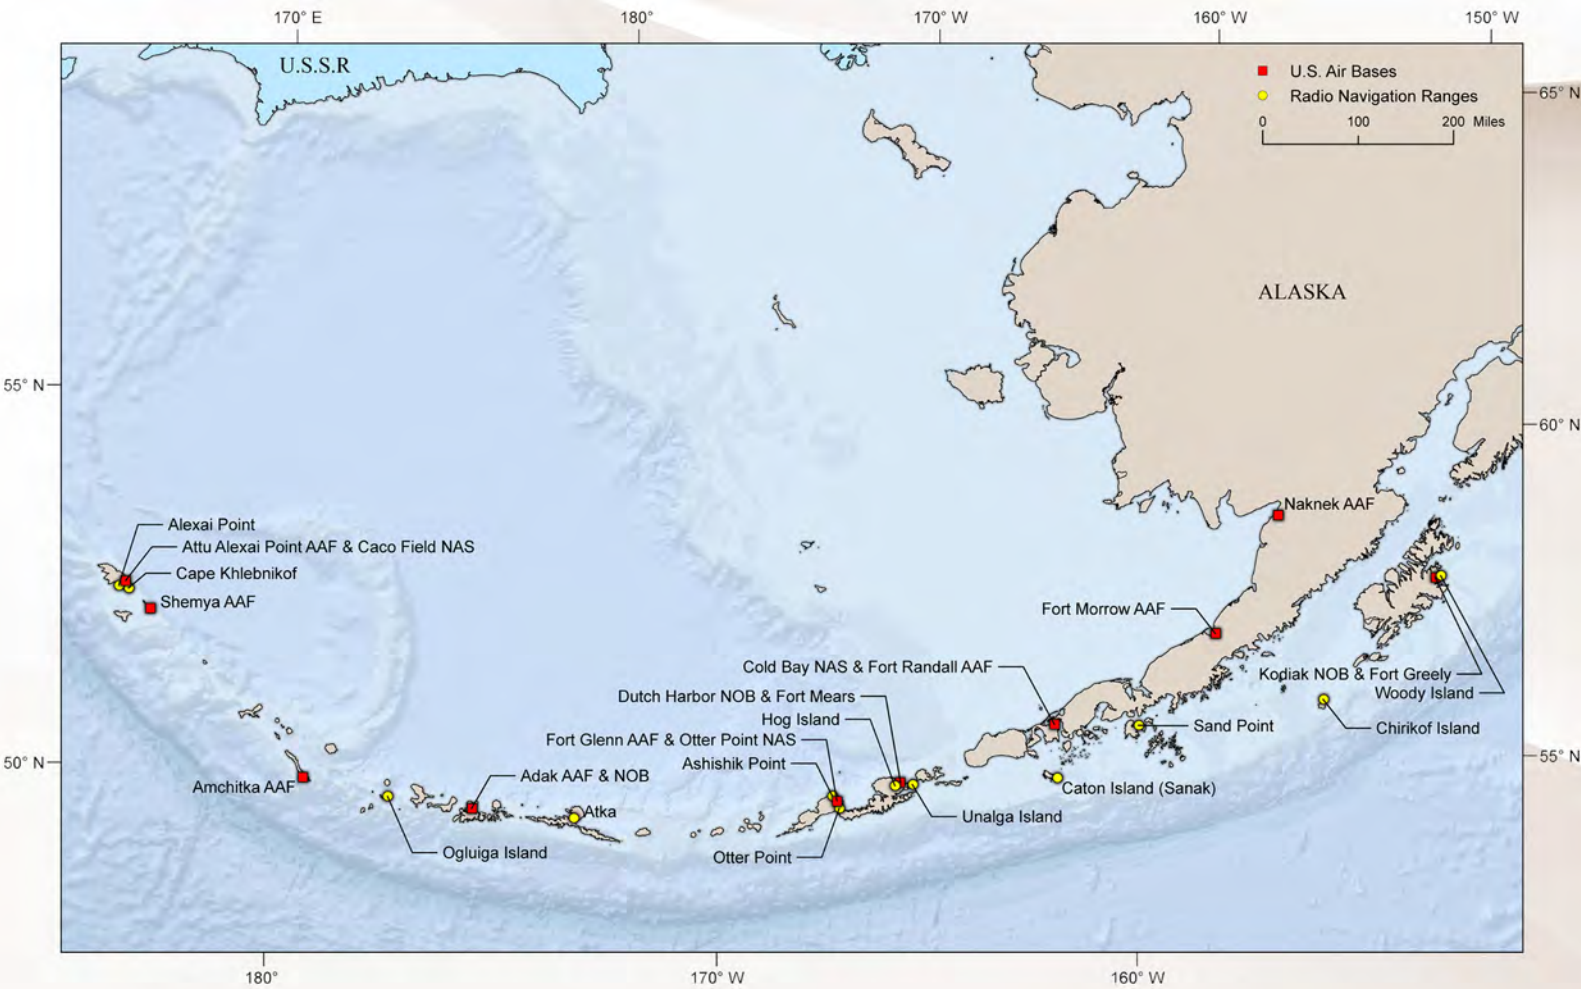 170° E
180°
170° W
160° W
150° W
U.S.S.R
U.S. Air Bases
Radio Navigation Ranges
0 100 200 Miles
65° N
ALASKA
55° N
60° N
Naknek AAF
Alexai Point
Attu Alexai Point AAF & Caco Field NAS
Cape Khlebnikof
Shemya AAF
Fort Morrow AAF
Cold Bay NAS & Fort Randall AAF
Kodiak NOB & Fort Greely
Woody Island
Dutch Harbor NOB & Fort Mears
Hog Island
Sand Point
Chirikof Island
Fort Glenn AAF & Otter Point NAS
Ashishik Point
50° N
55° N
Adak AAF & NOB
Amchitka AAF
Caton Island (Sanak)
Atka
Unalga Island
Ogluiga Island
Otter Point
180°
170° W
160° W